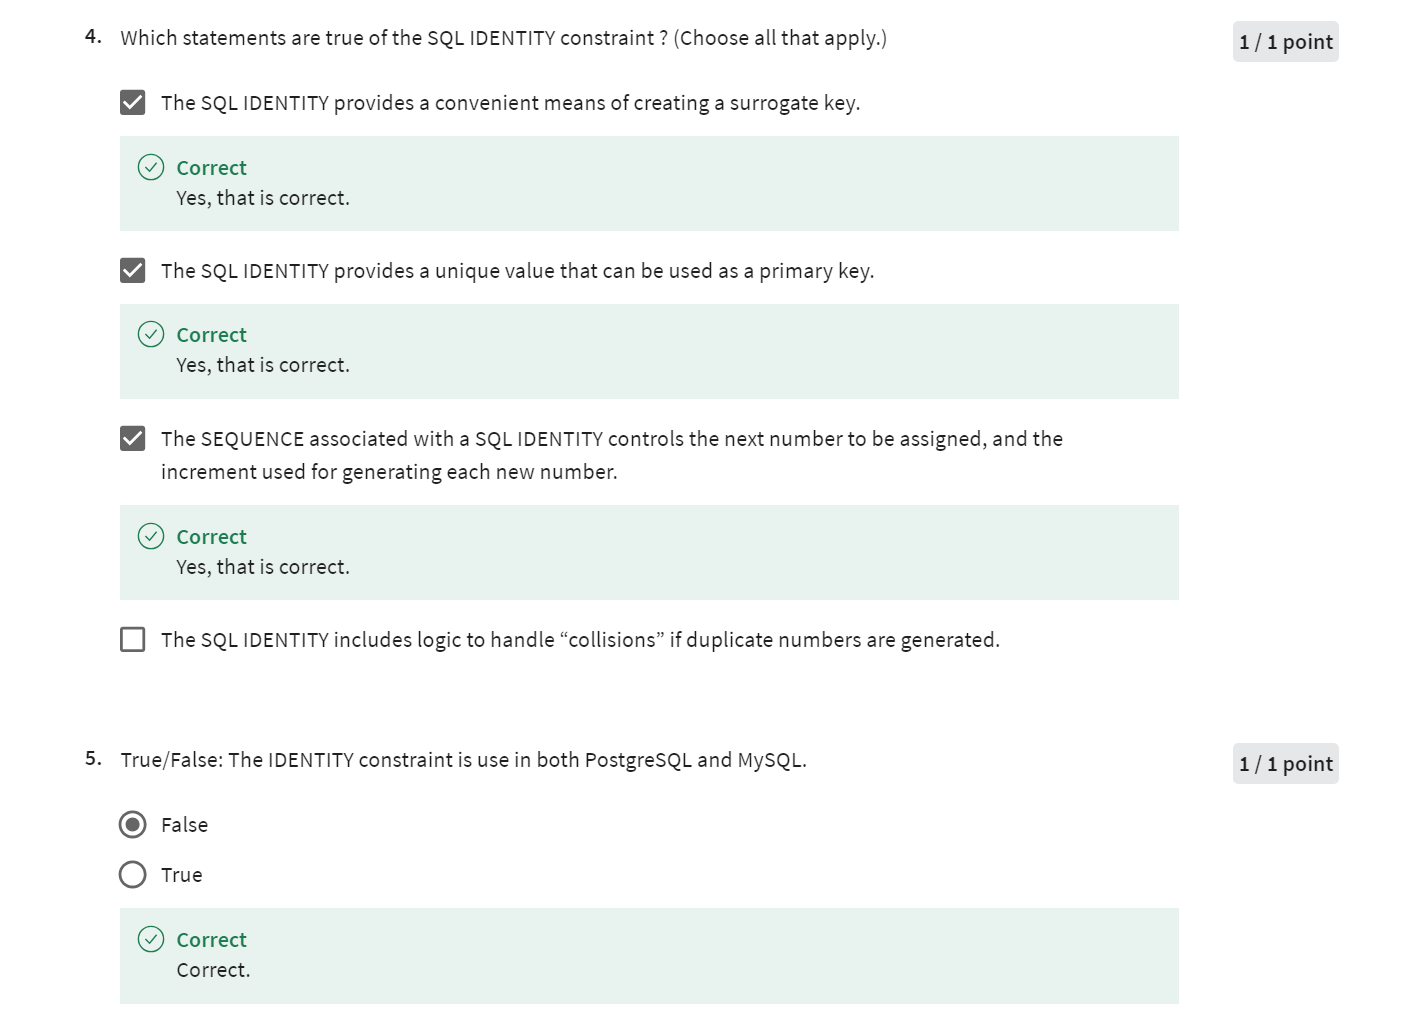 4. Which statements are true of the SQL IDENTITY constraint ? (Choose all that apply.)
1 / 1 point
The SQL IDENTITY provides a convenient means of creating a surrogate key.
Correct
Yes, that is correct.
The SQL IDENTITY provides a unique value that can be used as a primary key.
Correct
Yes, that is correct.
The SEQUENCE associated with a SQL IDENTITY controls the next number to be assigned, and the
increment used for generating each new number.
Correct
Yes, that is correct.
The SQL IDENTITY includes logic to handle “collisions” if duplicate numbers are generated.
5. True/False: The IDENTITY constraint is use in both PostgreSQL and MySQL.
1 / 1 point
False
True
Correct
Correct.